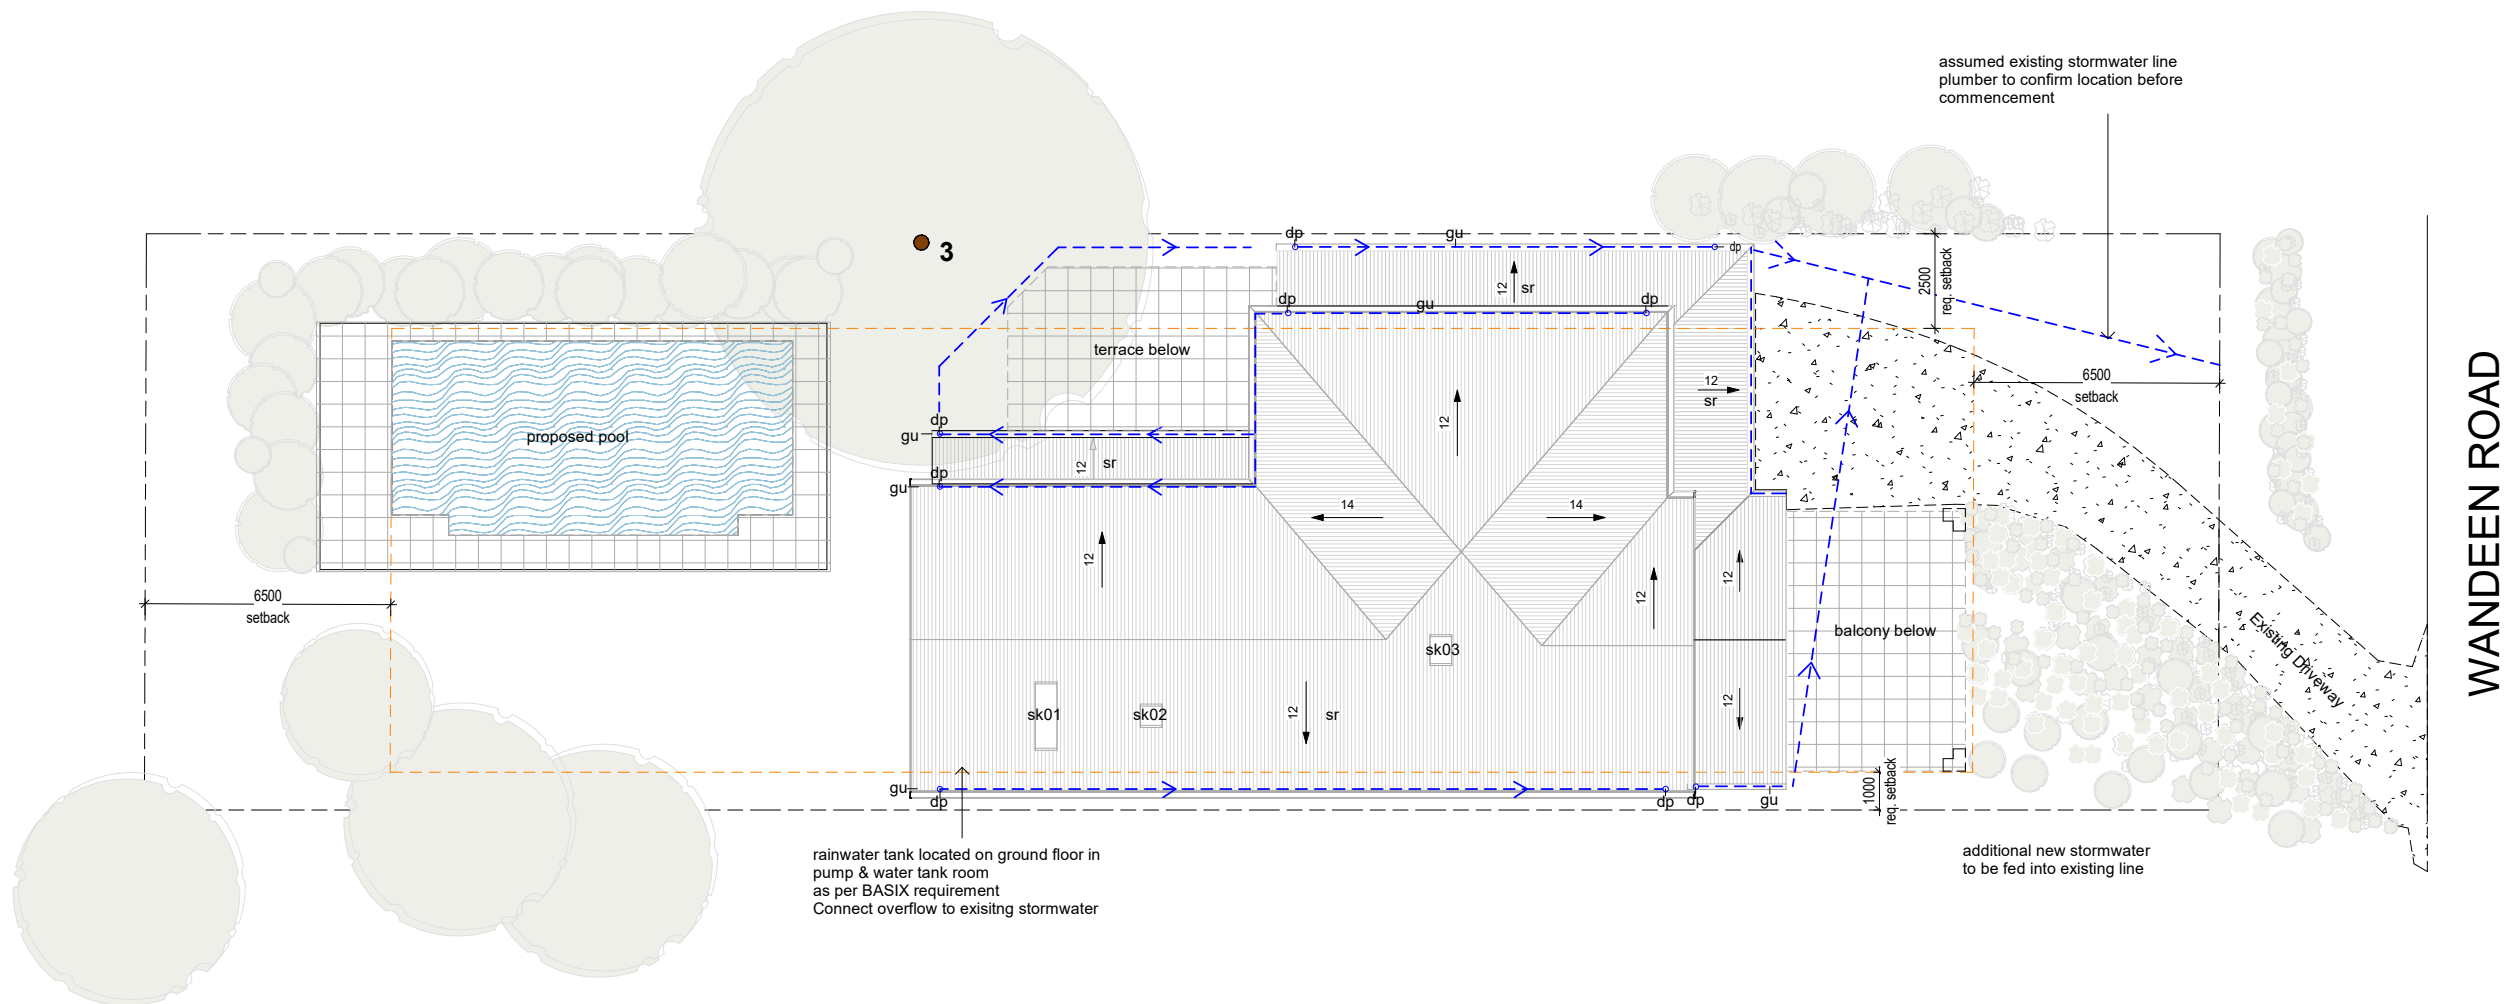 assumed existing stormwater line
plumber to confirm location before
commencement
3
dp
gu
dp
2500
req. setback
12
sr
dp
gu
dp
terrace below
12
sr
6500
setback
WANDEEN ROAD
dp
gu
proposed pool
12
12
sr
dp
gu
14
14
12
12
12
6500
setback
balcony below
Existing Driveway
sk03
sk01
sk02
12
sr
12
gu
dp
dp
dp
gu
1000
req. setback
rainwater tank located on ground floor in
pump & water tank room
as per BASIX requirement
Connect overflow to exisitng stormwater
additional new stormwater
to be fed into existing line